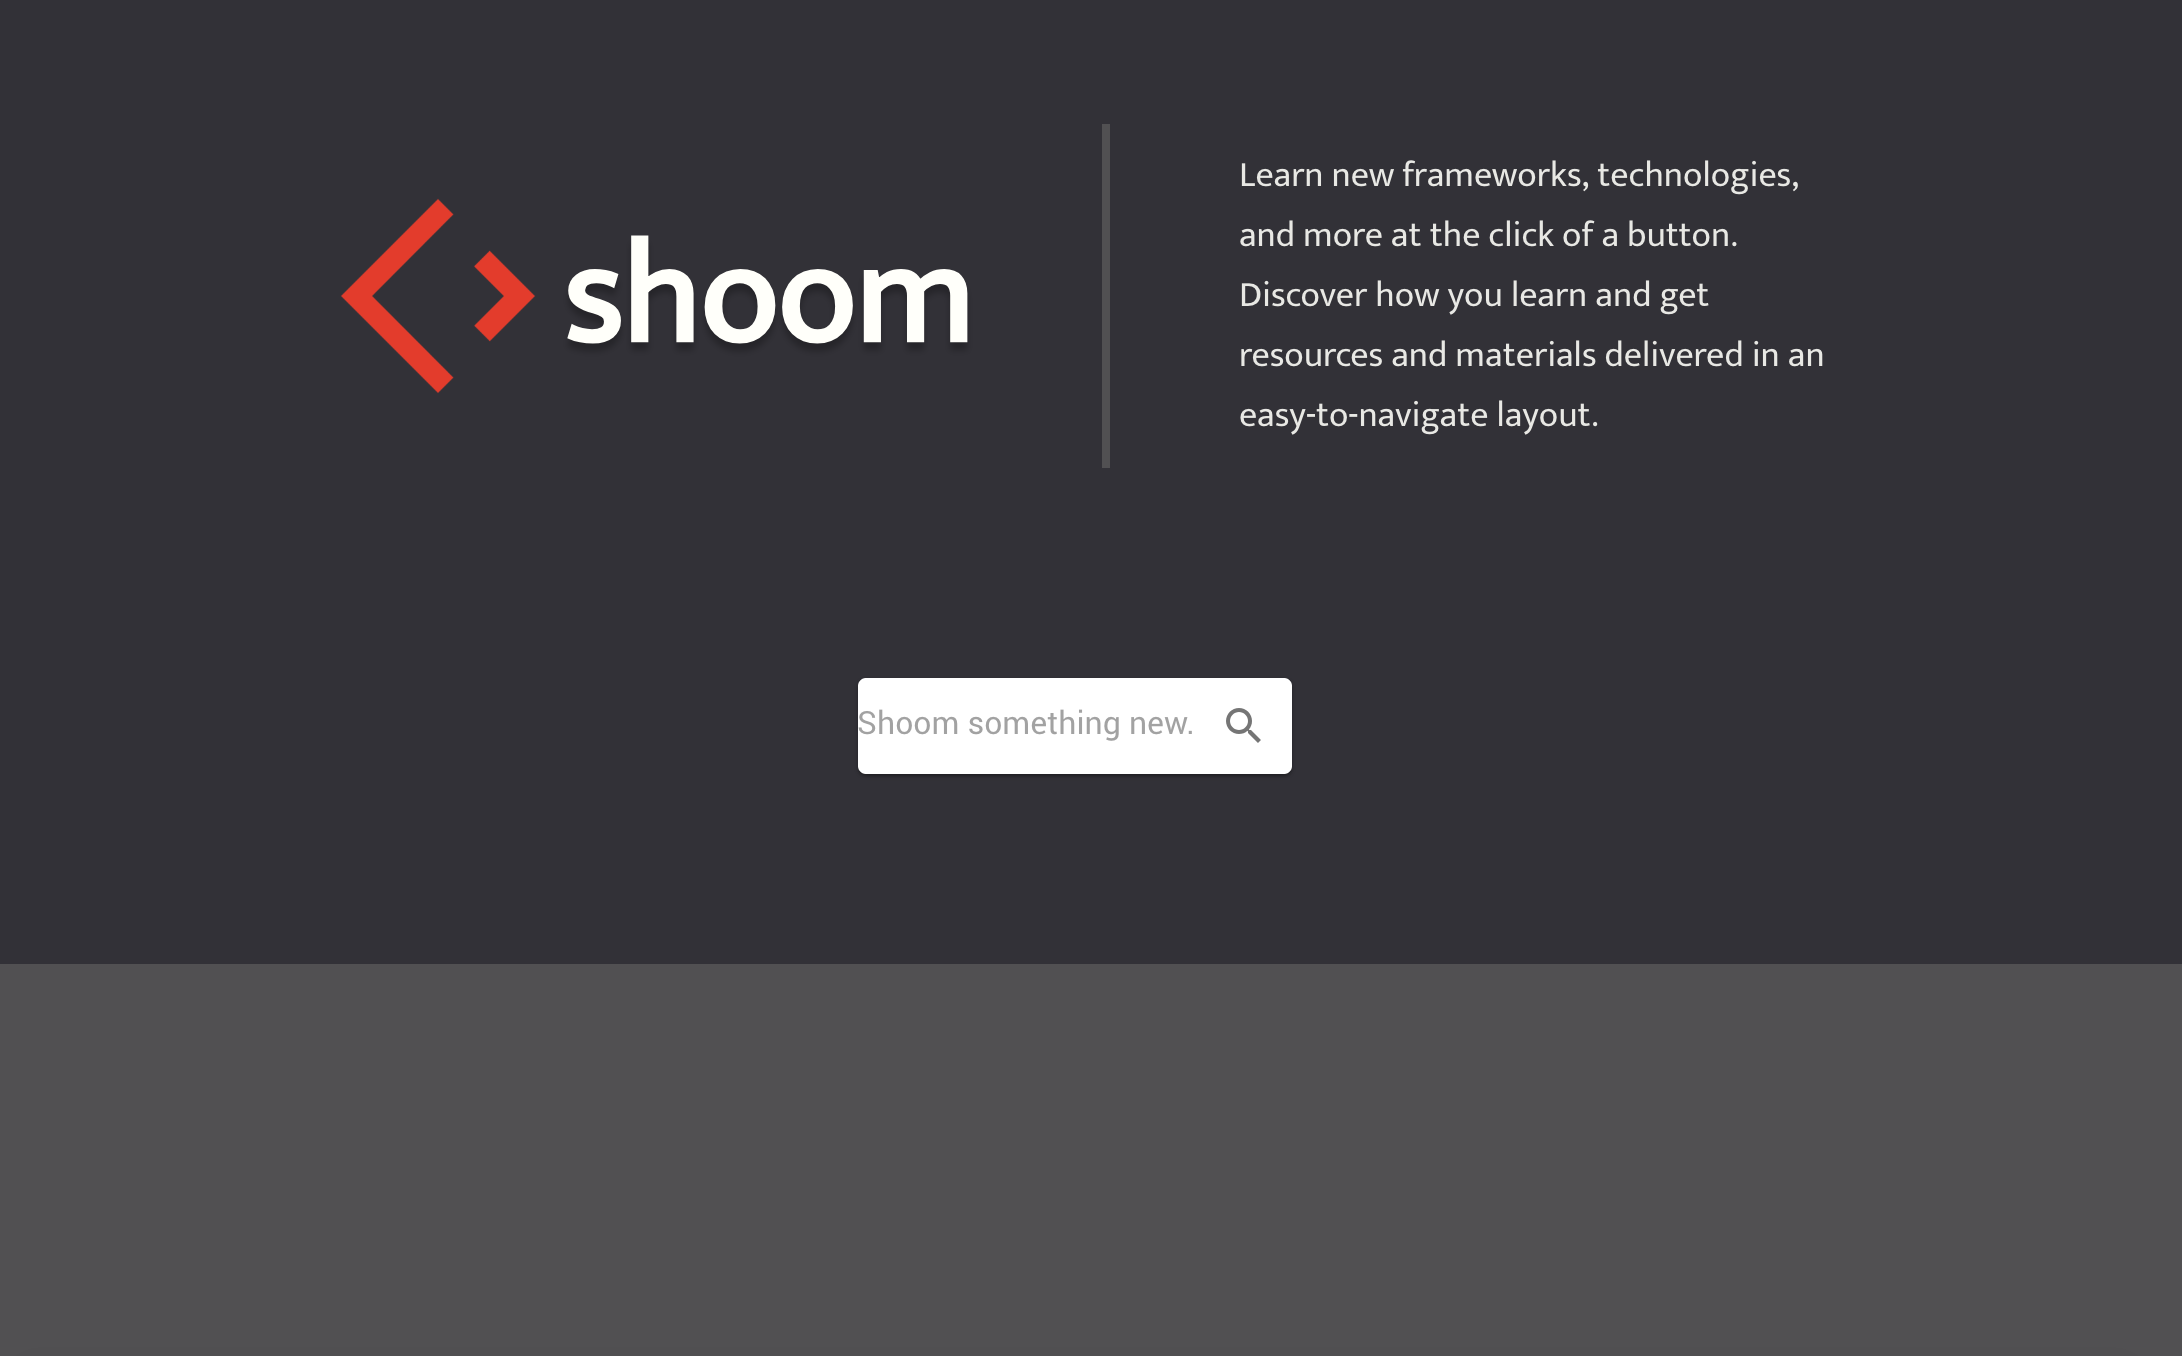 shoom
Learn new frameworks, technologies,
and more at the click of a button.
Discover how you learn and get
resources and materials delivered in an
easy-to-navigate layout.
Shoom something new.